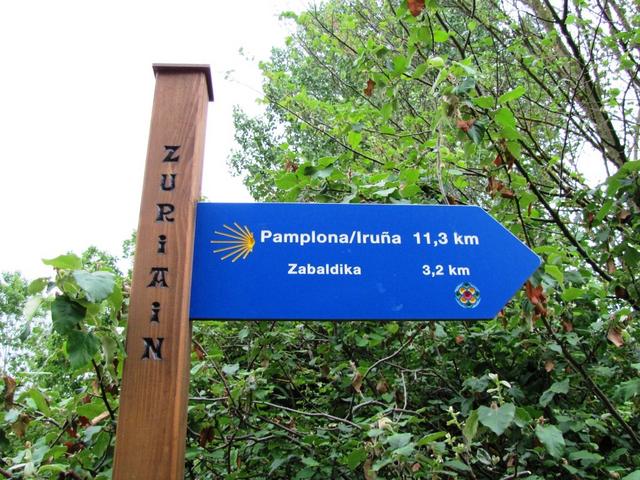 ZURiAiN
Pamplona/Iruña 11,3 km
Zabaldika 3,2 km